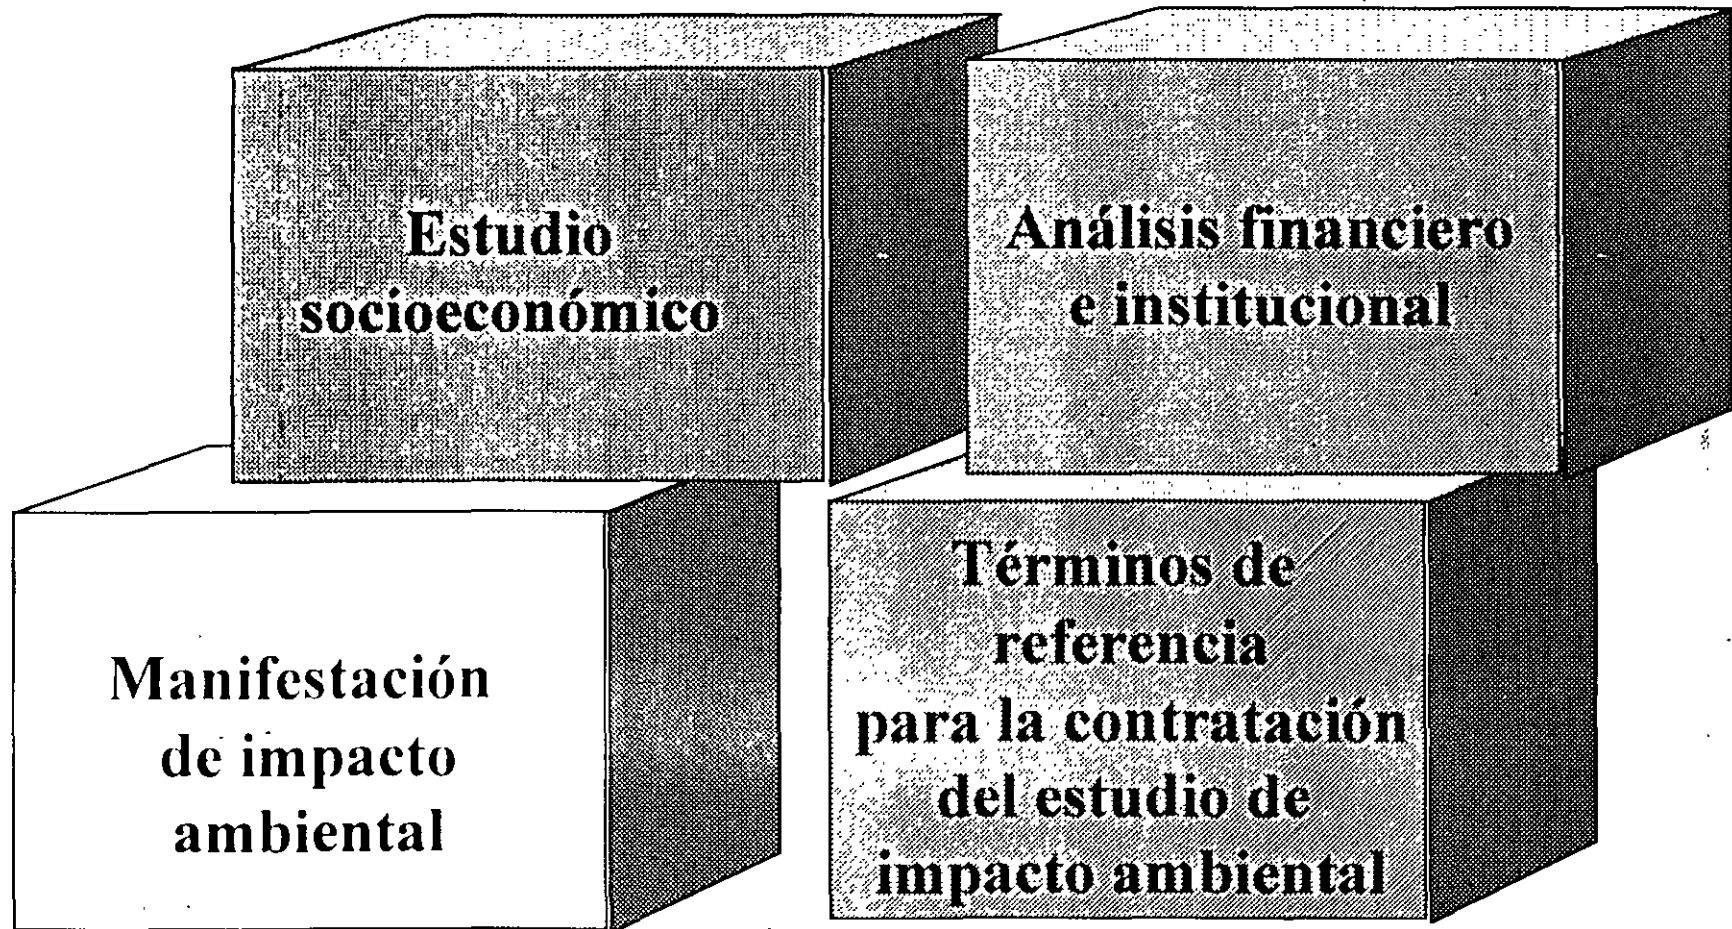 Estudio
socioeconómico
Análisis financiero
e institucional
Manifestación
de impacto
ambiental
Términos de
referencia
para la contratación
del estudio de
impacto ambiental